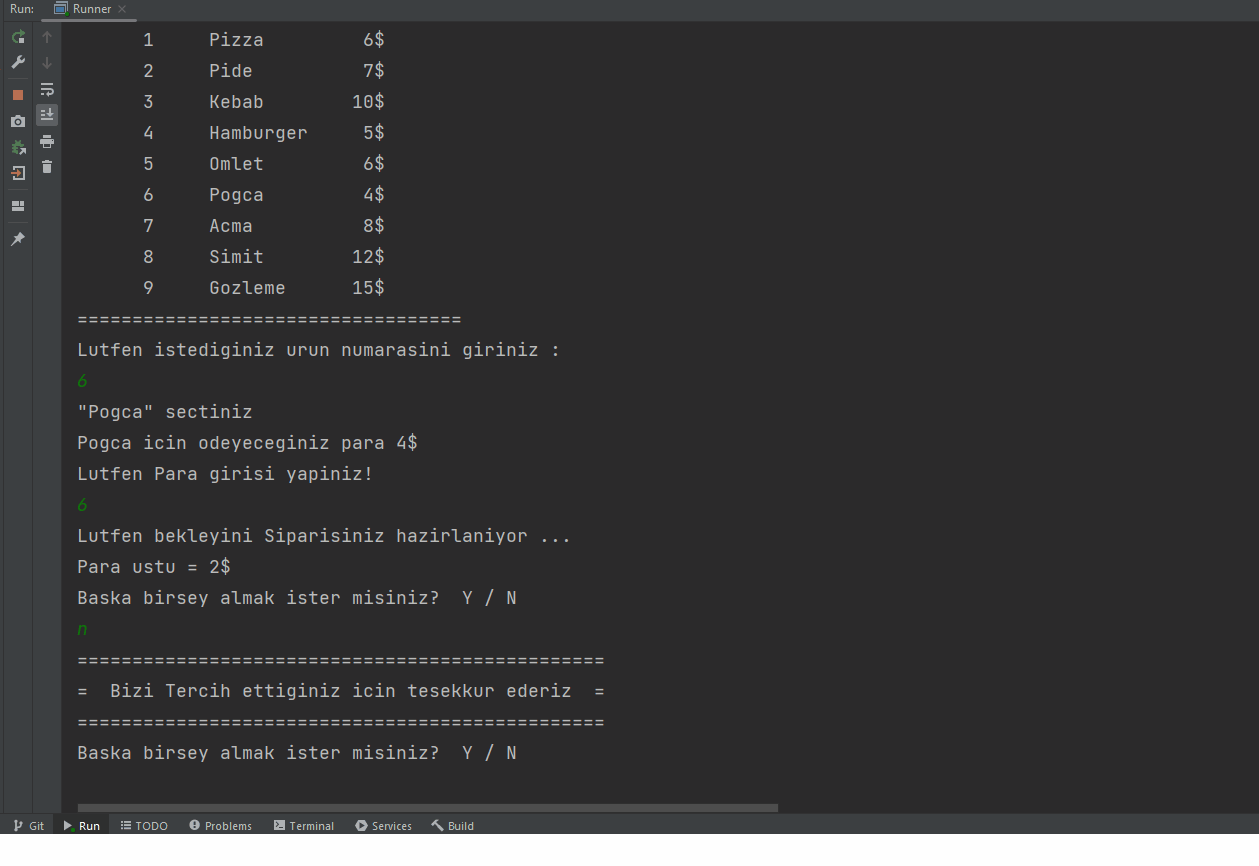 Run: Runner
1 Pizza 6$
2 Pide 7$
3 Kebab 10$
4 Hamburger 5$
5 Omlet 6$
6 Pogca 4$
7 Acma 8$
8 Simit 12$
9 Gozleme 15$
===================================
Lutfen istediginiz urun numarasini giriniz :
6
"Pogca" sectiniz
Pogca icin odeyeceginiz para 4$
Lutfen Para girisi yapiniz!
6
Lutfen bekleyini Siparisiniz hazirlaniyor ...
Para ustu = 2$
Baska birsey almak ister misiniz?  Y / N
n
================================================
=  Bizi Tercih ettiginiz icin tesekkur ederiz  =
================================================
Baska birsey almak ister misiniz?  Y / N
Git Run TODO Problems Terminal Services Build